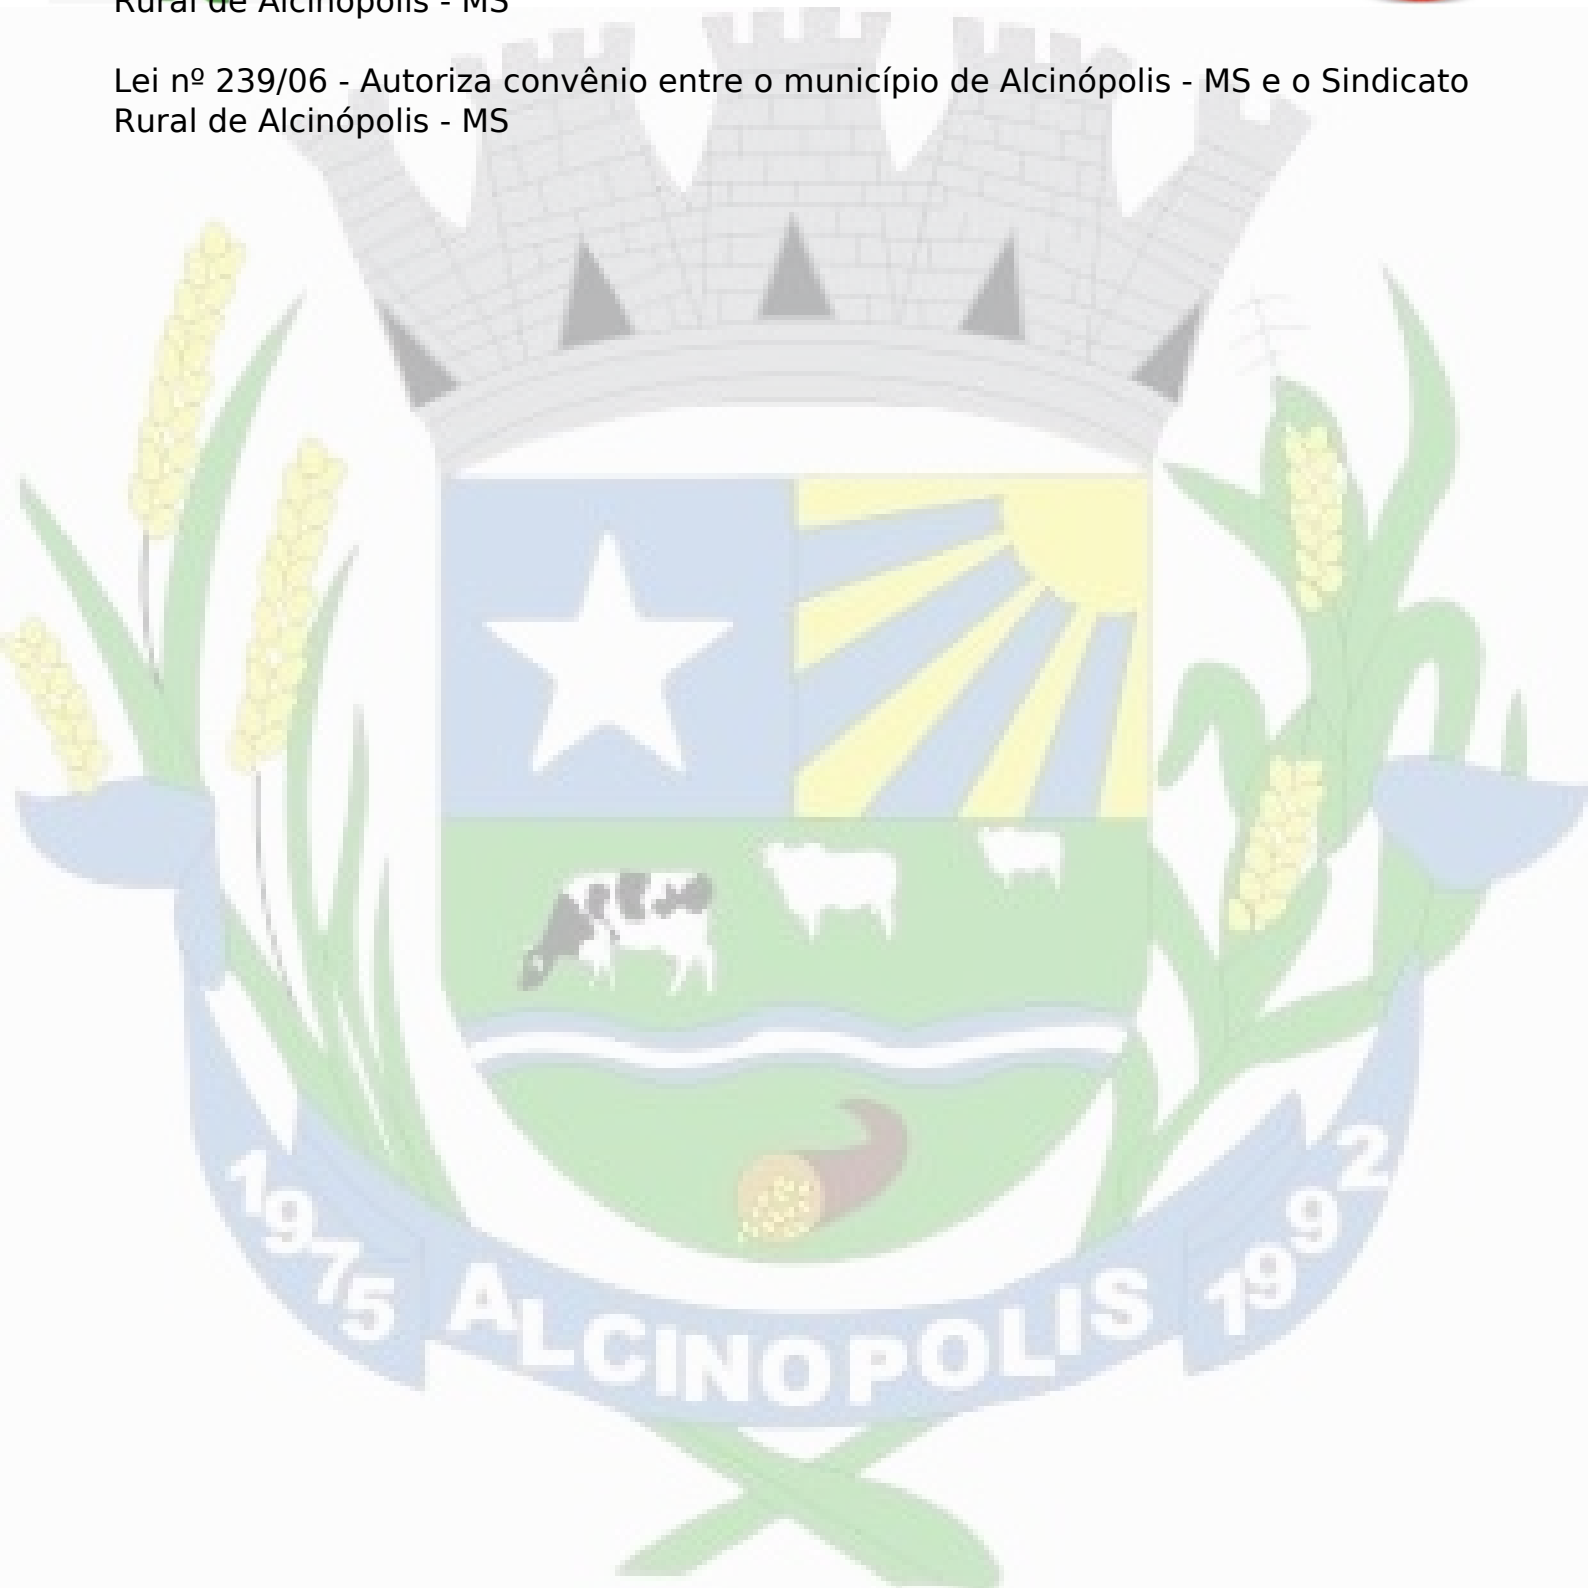 Rural de Alcinópolis - MS
Lei nº 239/06 - Autoriza convênio entre o município de Alcinópolis - MS e o Sindicato
Rural de Alcinópolis - MS
1975 ALCINOPOLIS 1992